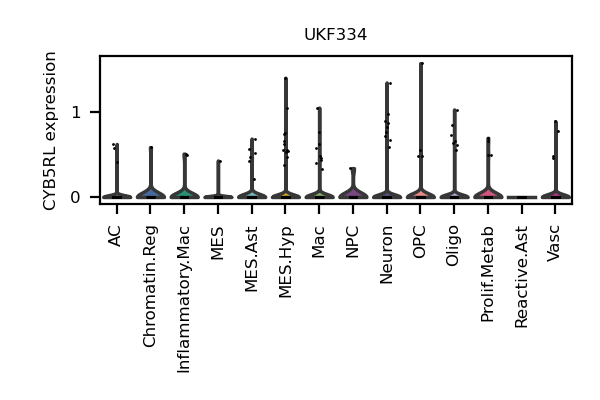 UKF334
CYB5RL expression
1
0
AC
Chromatin.Reg
Inflammatory.Mac
MES
MES.Ast
MES.Hyp
Mac
NPC
Neuron
OPC
Oligo
Prolif.Metab
Reactive.Ast
Vasc